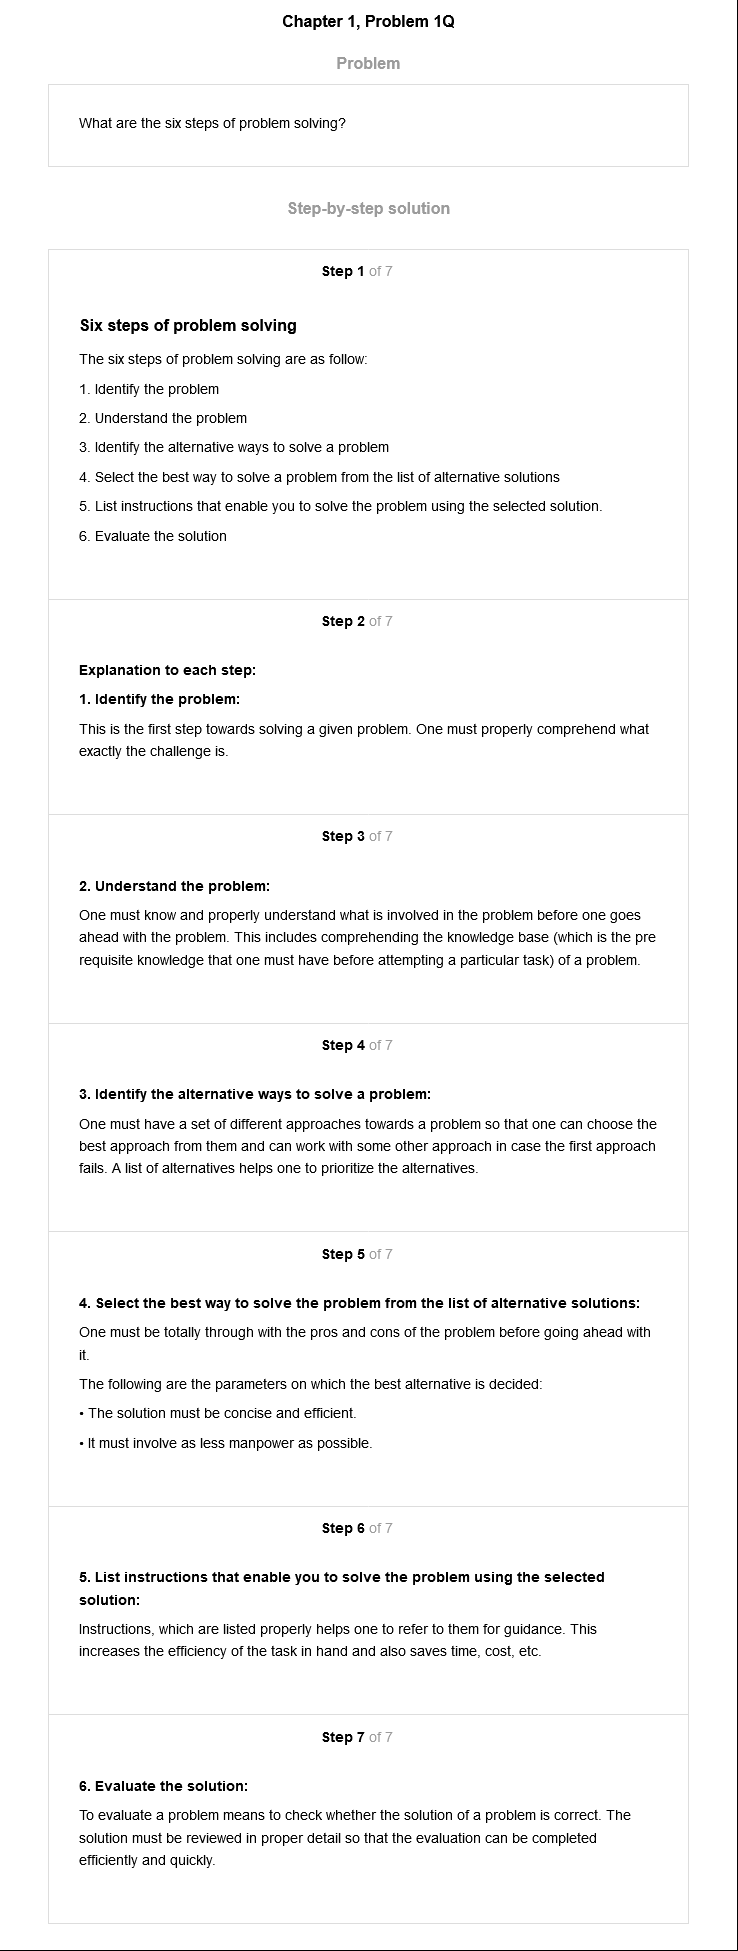 Chapter 1, Problem 1Q
Problem
What are the six steps of problem solving?
Step-by-step solution
Step 1 of 7
Six steps of problem solving
The six steps of problem solving are as follow:
1. Identify the problem
2. Understand the problem
3. Identify the alternative ways to solve a problem
4. Select the best way to solve a problem from the list of alternative solutions
5. List instructions that enable you to solve the problem using the selected solution.
6. Evaluate the solution
Step 2 of 7
Explanation to each step:
1. Identify the problem:
This is the first step towards solving a given problem. One must properly comprehend what
exactly the challenge is.
Step 3 of 7
2. Understand the problem:
One must know and properly understand what is involved in the problem before one goes
ahead with the problem. This includes comprehending the knowledge base (which is the pre
requisite knowledge that one must have before attempting a particular task) of a problem.
Step 4 of 7
3. Identify the alternative ways to solve a problem:
One must have a set of different approaches towards a problem so that one can choose the
best approach from them and can work with some other approach in case the first approach
fails. A list of alternatives helps one to prioritize the alternatives.
Step 5 of 7
4. Select the best way to solve the problem from the list of alternative solutions:
One must be totally through with the pros and cons of the problem before going ahead with
it.
The following are the parameters on which the best alternative is decided:
• The solution must be concise and efficient.
• It must involve as less manpower as possible.
Step 6 of 7
5. List instructions that enable you to solve the problem using the selected
solution:
Instructions, which are listed properly helps one to refer to them for guidance. This
increases the efficiency of the task in hand and also saves time, cost, etc.
Step 7 of 7
6. Evaluate the solution:
To evaluate a problem means to check whether the solution of a problem is correct. The
solution must be reviewed in proper detail so that the evaluation can be completed
efficiently and quickly.